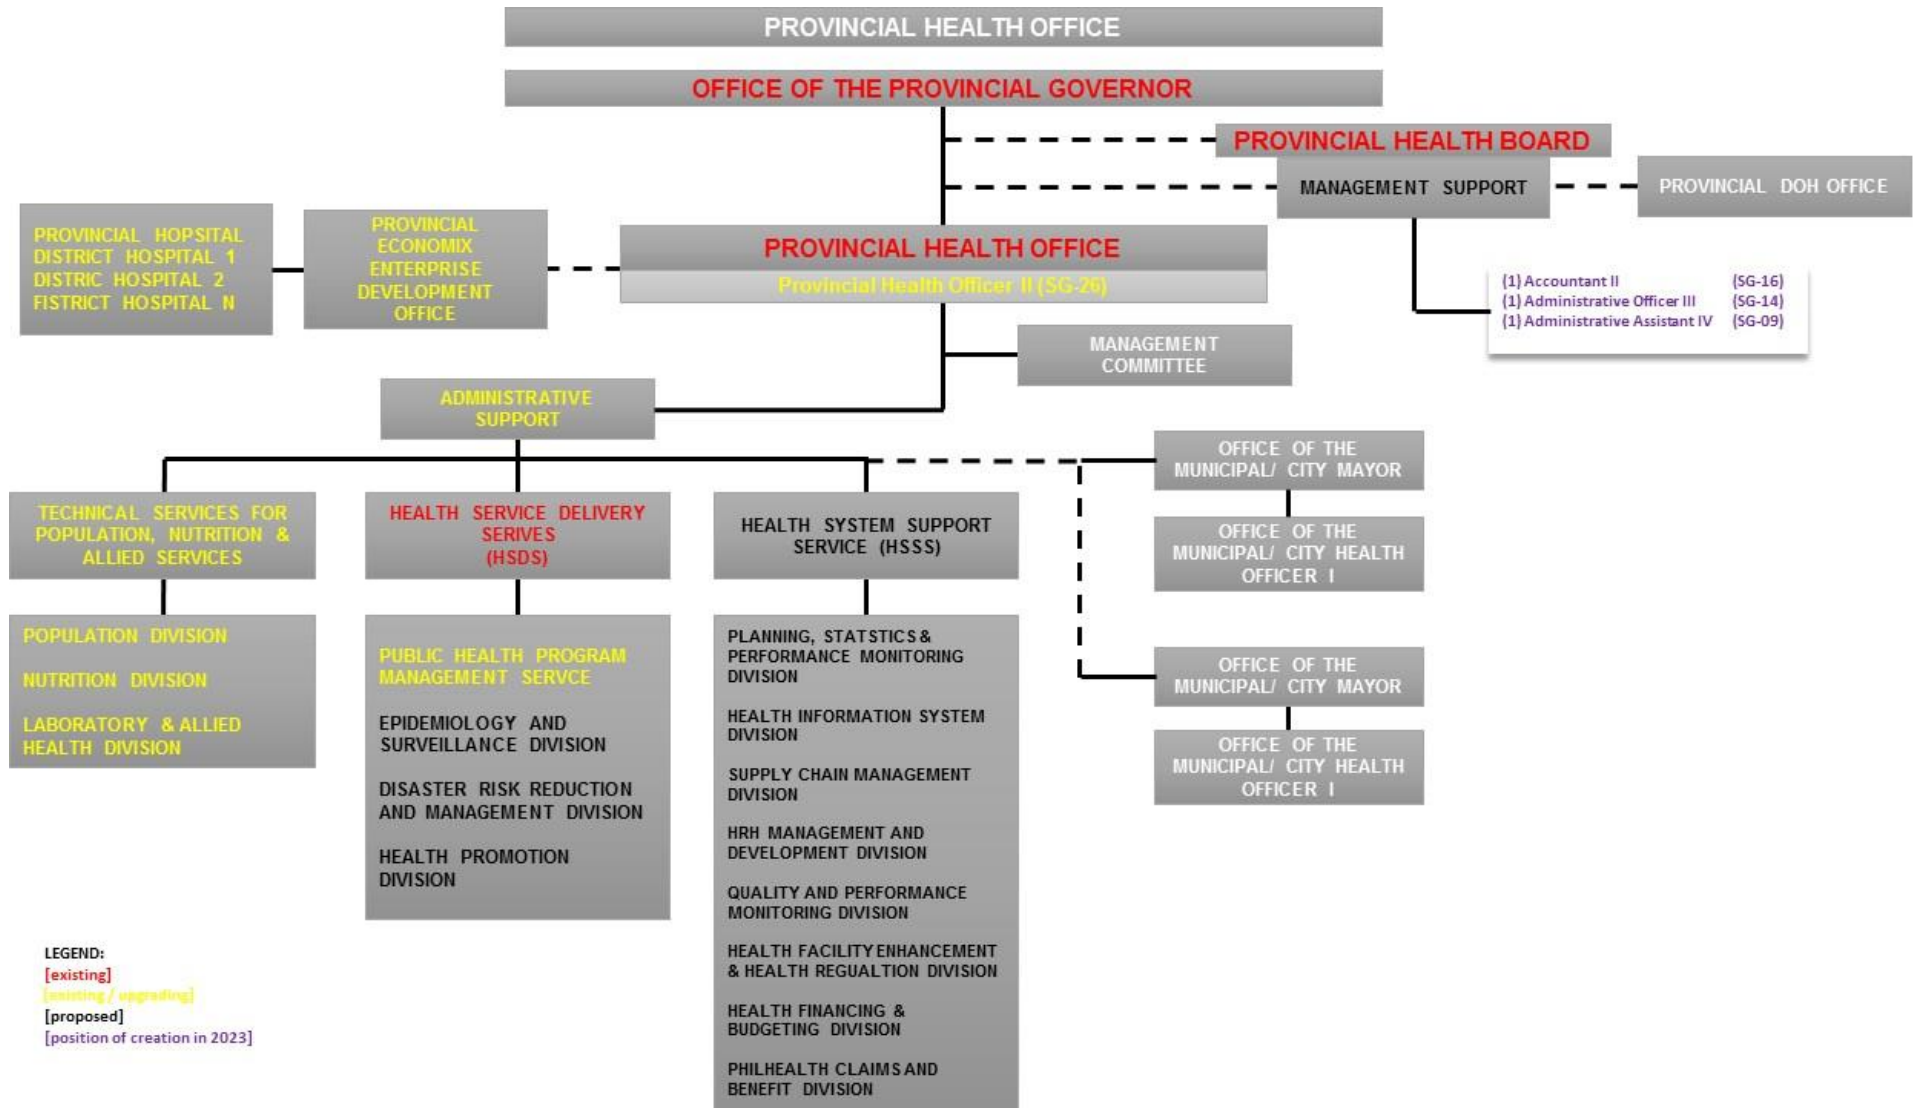 PROVINCIAL HEALTH OFFICE
OFFICE OF THE PROVINCIAL GOVERNOR
PROVINCIAL HEALTH BOARD
MANAGEMENT SUPPORT
PROVINCIAL DOH OFFICE
PROVINCIAL HOPSITAL
DISTRICT HOSPITAL 1
DISTRIC HOSPITAL 2
FISTRICT HOSPITAL N
PROVINCIAL
ECONOMIX
ENTERPRISE
DEVELOPMENT
OFFICE
PROVINCIAL HEALTH OFFICE
Provincial Health Officer II (SG-26)
(1) Accountant II (SG-16)
(1) Administrative Officer III (SG-14)
(1) Administrative Assistant IV (SG-09)
MANAGEMENT
COMMITTEE
ADMINISTRATIVE
SUPPORT
TECHNICAL SERVICES FOR
POPULATION, NUTRITION &
ALLIED SERVICES
HEALTH SERVICE DELIVERY
SERIVES
(HSDS)
HEALTH SYSTEM SUPPORT
SERVICE (HSSS)
OFFICE OF THE
MUNICIPAL/ CITY MAYOR
OFFICE OF THE
MUNICIPAL/ CITY HEALTH
OFFICER I
POPULATION DIVISION
NUTRITION DIVISION
LABORATORY & ALLIED
HEALTH DIVISION
PUBLIC HEALTH PROGRAM
MANAGEMENT SERVCE
EPIDEMIOLOGY AND
SURVEILLANCE DIVISION
DISASTER RISK REDUCTION
AND MANAGEMENT DIVISION
HEALTH PROMOTION
DIVISION
PLANNING, STATSTICS &
PERFORMANCE MONITORING
DIVISION
HEALTH INFORMATION SYSTEM
DIVISION
SUPPLY CHAIN MANAGEMENT
DIVISION
HRH MANAGEMENT AND
DEVELOPMENT DIVISION
QUALITY AND PERFORMANCE
MONITORING DIVISION
HEALTH FACILITY ENHANCEMENT
& HEALTH REGUALTION DIVISION
HEALTH FINANCING &
BUDGETING DIVISION
PHILHEALTH CLAIMS AND
BENEFIT DIVISION
OFFICE OF THE
MUNICIPAL/ CITY MAYOR
OFFICE OF THE
MUNICIPAL/ CITY HEALTH
OFFICER I
LEGEND:
[existing]
[existing / upgrading]
[proposed]
[position of creation in 2023]